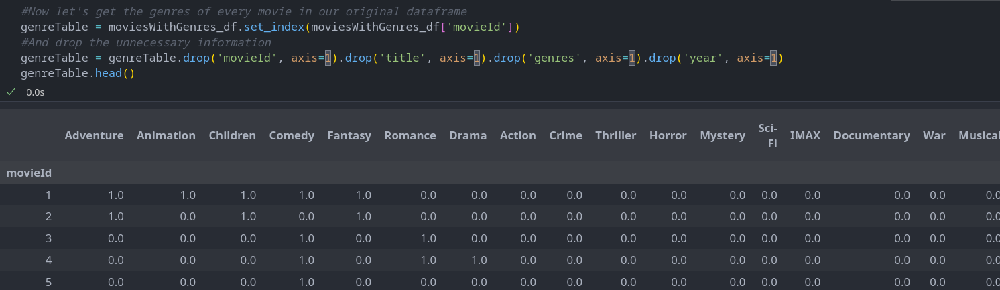 #Now let's get the genres of every movie in our original dataframe
genreTable = moviesWithGenres_df.set_index(moviesWithGenres_df['movieId'])
#And drop the unnecessary information
genreTable = genreTable.drop('movieId', axis=1).drop('title', axis=1).drop('genres', axis=1).drop('year', axis=1)
genreTable.head()
0.0s
Adventure Animation Children Comedy Fantasy Romance Drama Action Crime Thriller Horror Mystery Sci-Fi IMAX Documentary War Musical
movieId
1 1.0 1.0 1.0 1.0 1.0 0.0 0.0 0.0 0.0 0.0 0.0 0.0 0.0 0.0 0.0 0.0 0.0
2 1.0 0.0 1.0 0.0 1.0 0.0 0.0 0.0 0.0 0.0 0.0 0.0 0.0 0.0 0.0 0.0 0.0
3 0.0 0.0 0.0 1.0 0.0 1.0 0.0 0.0 0.0 0.0 0.0 0.0 0.0 0.0 0.0 0.0 0.0
4 0.0 0.0 0.0 1.0 0.0 1.0 1.0 0.0 0.0 0.0 0.0 0.0 0.0 0.0 0.0 0.0 0.0
5 0.0 0.0 0.0 1.0 0.0 0.0 0.0 0.0 0.0 0.0 0.0 0.0 0.0 0.0 0.0 0.0 0.0